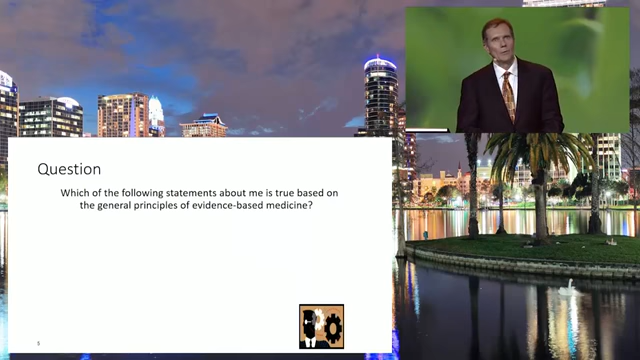 Question
Which of the following statements about me is true based on
the general principles of evidence-based medicine?
5